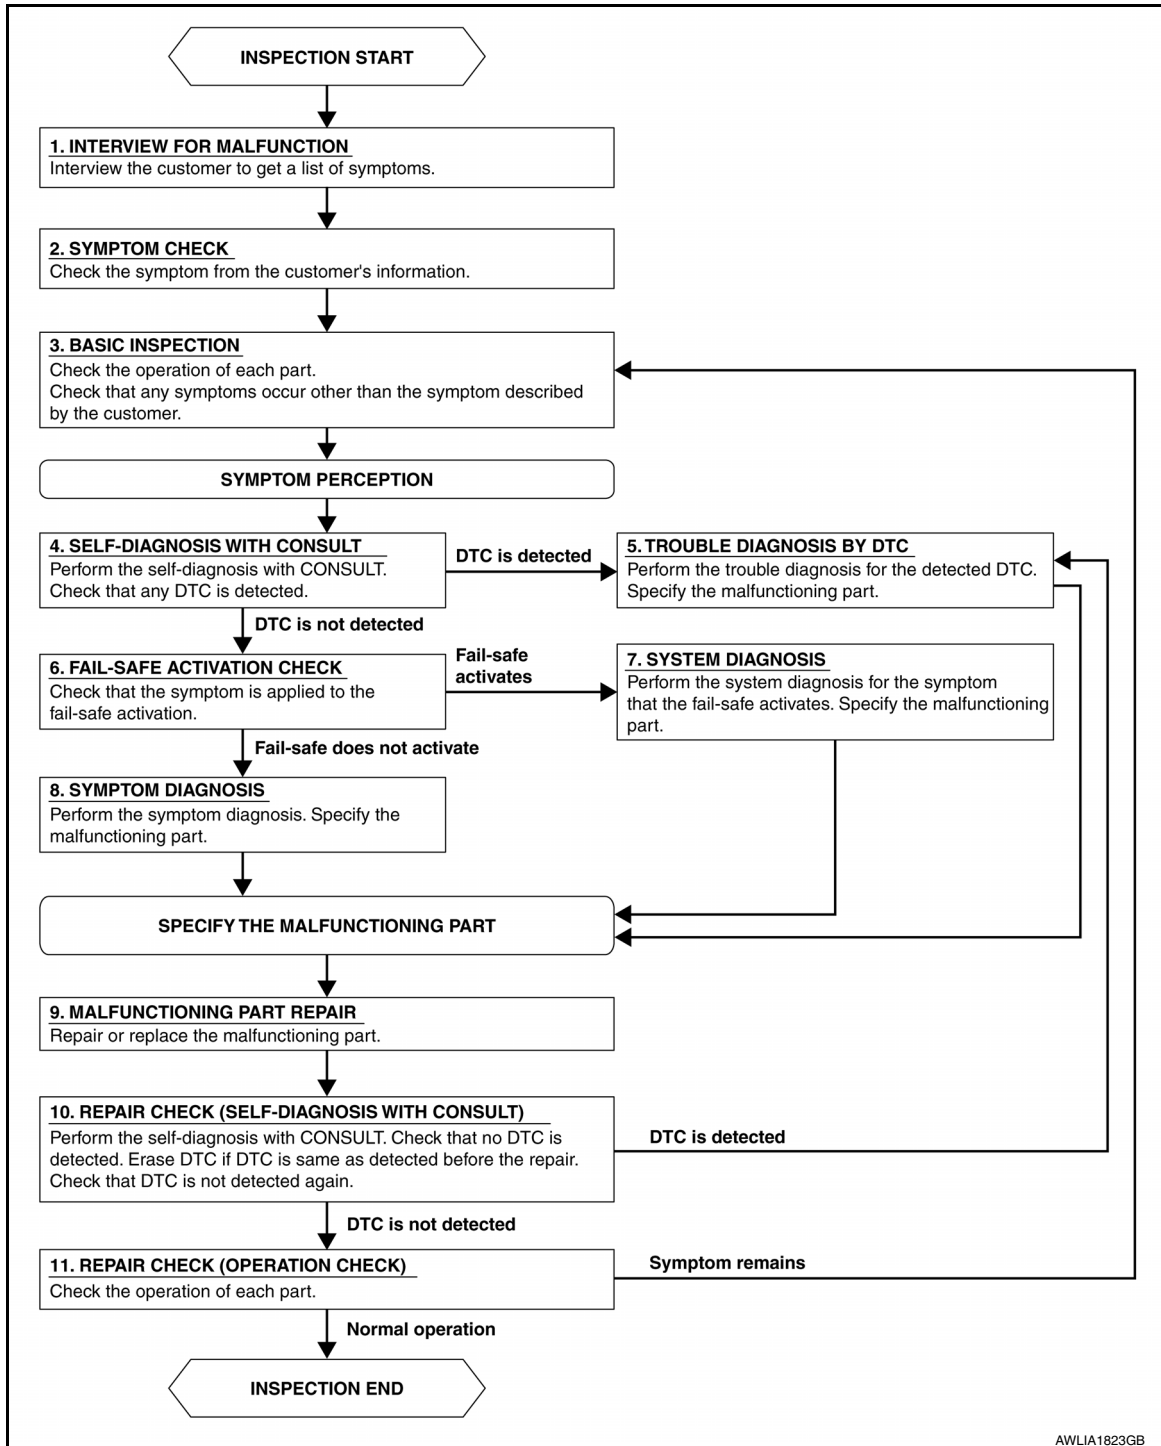 INSPECTION START
1. INTERVIEW FOR MALFUNCTION
Interview the customer to get a list of symptoms.
2. SYMPTOM CHECK
Check the symptom from the customer's information.
3. BASIC INSPECTION
Check the operation of each part.
Check that any symptoms occur other than the symptom described
by the customer.
SYMPTOM PERCEPTION
4. SELF-DIAGNOSIS WITH CONSULT
Perform the self-diagnosis with CONSULT.
Check that any DTC is detected.
DTC is detected
5. TROUBLE DIAGNOSIS BY DTC
Perform the trouble diagnosis for the detected DTC.
Specify the malfunctioning part.
DTC is not detected
6. FAIL-SAFE ACTIVATION CHECK
Check that the symptom is applied to the
fail-safe activation.
Fail-safe
activates
7. SYSTEM DIAGNOSIS
Perform the system diagnosis for the symptom
that the fail-safe activates. Specify the malfunctioning
part.
Fail-safe does not activate
8. SYMPTOM DIAGNOSIS
Perform the symptom diagnosis. Specify the
malfunctioning part.
SPECIFY THE MALFUNCTIONING PART
9. MALFUNCTIONING PART REPAIR
Repair or replace the malfunctioning part.
10. REPAIR CHECK (SELF-DIAGNOSIS WITH CONSULT)
Perform the self-diagnosis with CONSULT. Check that no DTC is
detected. Erase DTC if DTC is same as detected before the repair.
Check that DTC is not detected again.
DTC is detected
DTC is not detected
11. REPAIR CHECK (OPERATION CHECK)
Check the operation of each part.
Symptom remains
Normal operation
INSPECTION END
AWLIA1823GB